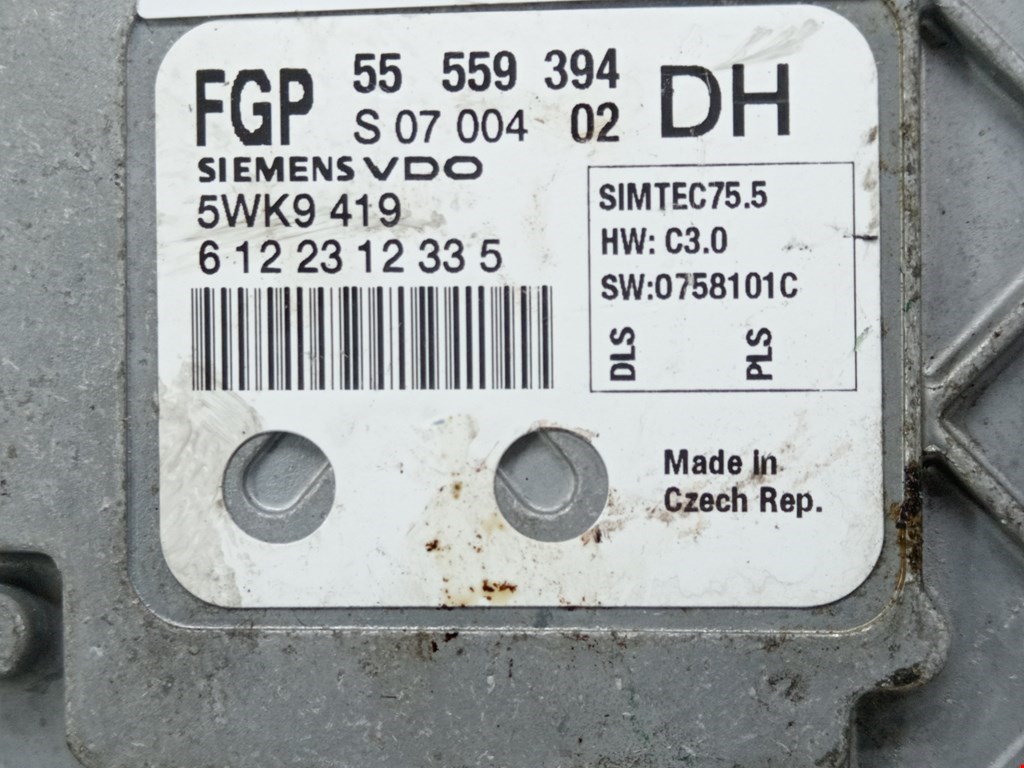 FGP 55 559 394 DH
S 07 004 02
SIEMENS VDO
5WK9 419
6 12 23 12 33 5
SIMTEC75.5
HW: C3.0
SW:0758101C
DLS PLS
Made in
Czech Rep.